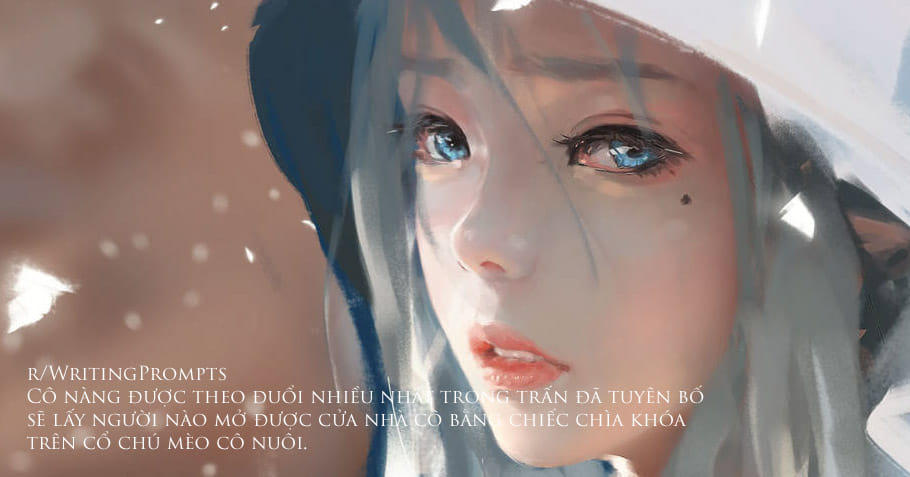 r/WritingPrompts
Cô nàng được theo đuổi nhiều nhất trong trấn đã tuyên bố
sẽ lấy người nào mở được cửa nhà cô bằng chiếc chìa khóa
trên cổ chú mèo cô nuôi.